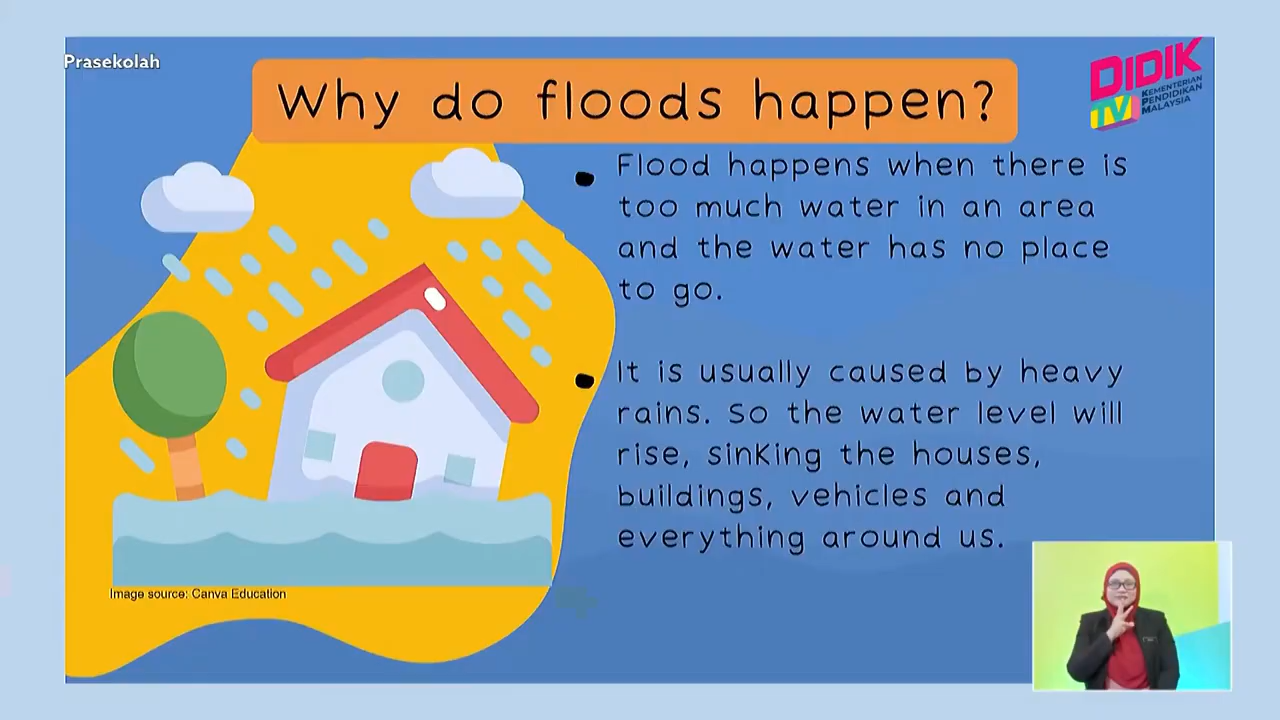 Prasekolah
Why do floods happen?
DIDIK
TV
KEMENTERIAN
PENDIDIKAN
MALAYSIA
Flood happens when there is
too much water in an area
and the water has no place
to go.
It is usually caused by heavy
rains. So the water level will
rise, sinking the houses,
buildings, vehicles and
everything around us.
Image source: Canva Education